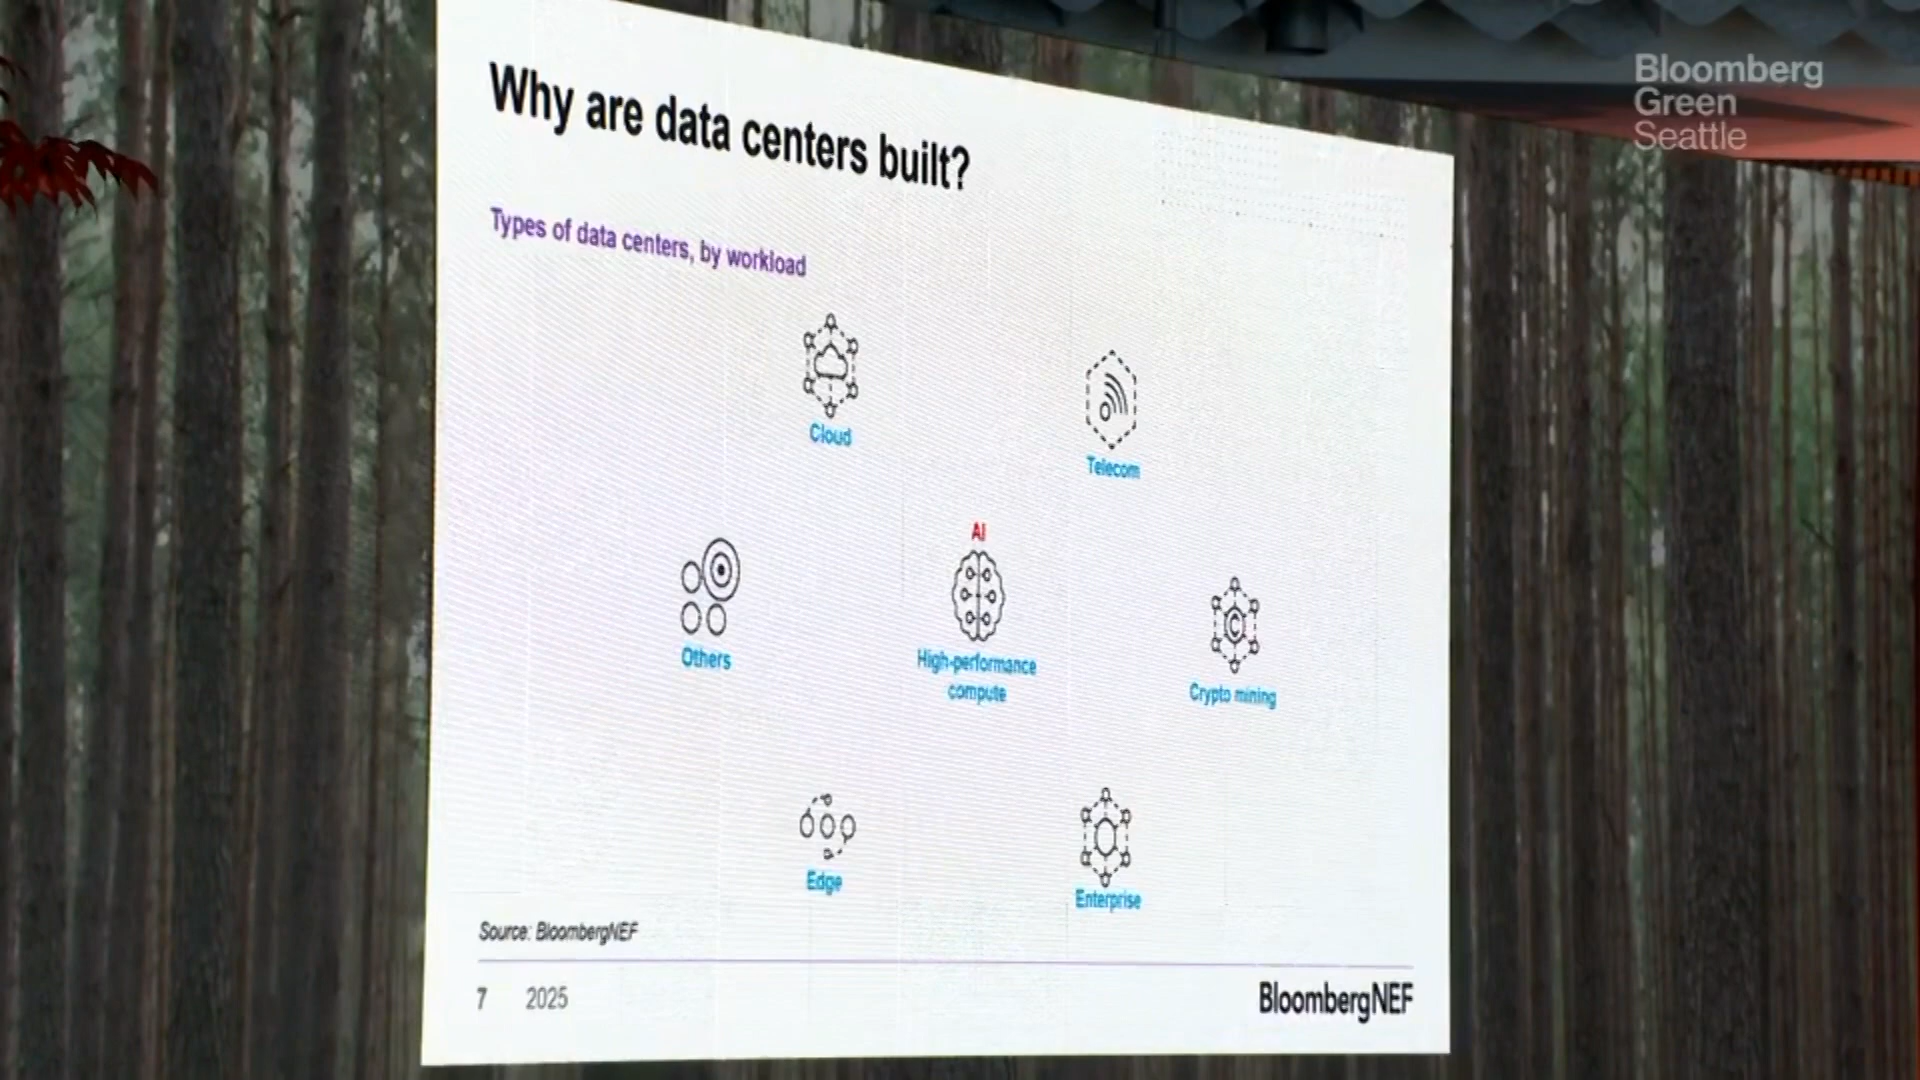 Bloomberg
Green
Seattle
Why are data centers built?
Types of data centers, by workload
Cloud
Telecom
Others
AI
High-performance
compute
Crypto mining
Edge
Enterprise
Source: BloombergNEF
7 2025
BloombergNEF